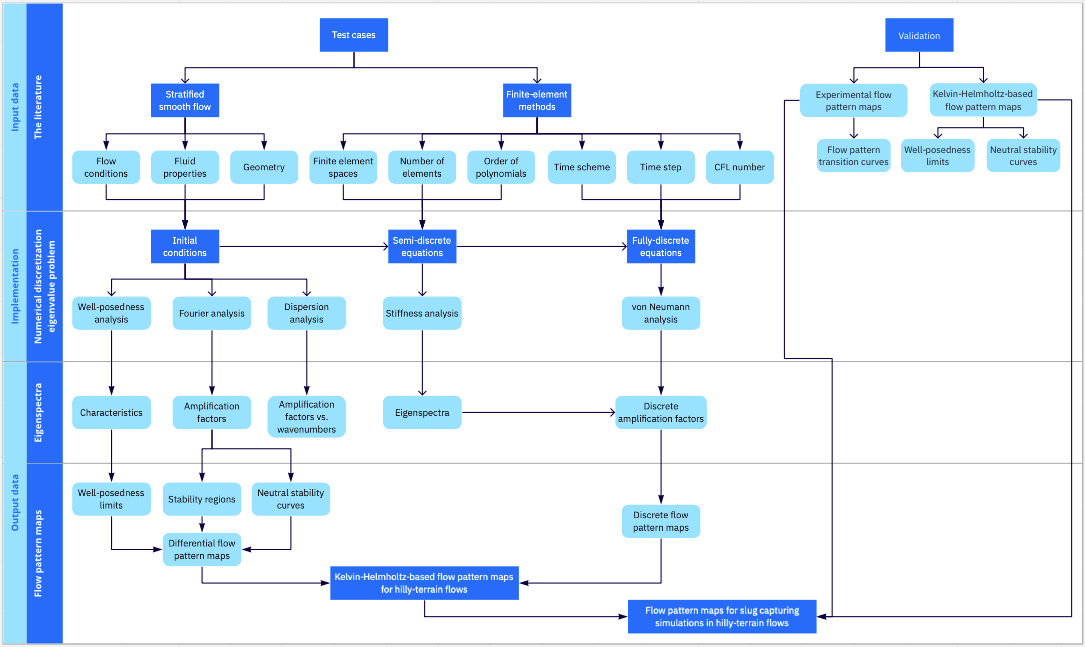 Input data
The literature
Test cases
Validation
Stratified
smooth flow
Finite-element
methods
Experimental flow
pattern maps
Kelvin-Helmholtz-based
flow pattern maps
Flow
conditions
Fluid
properties
Geometry
Finite element
spaces
Number of
elements
Order of
polynomials
Time scheme
Time step
CFL number
Flow pattern
transition curves
Well-posedness
limits
Neutral stability
curves
Implementation
Numerical discretization
eigenvalue problem
Initial
conditions
Semi-discrete
equations
Fully-discrete
equations
Well-posedness
analysis
Fourier analysis
Dispersion
analysis
Stiffness analysis
von Neumann
analysis
Output data
Eigenspectra
Characteristics
Amplification
factors
Amplification
factors vs.
wavenumbers
Eigenspectra
Discrete
amplification factors
Flow pattern maps
Well-posedness
limits
Stability regions
Neutral stability
curves
Discrete flow
pattern maps
Differential flow
pattern maps
Kelvin-Helmholtz-based flow pattern maps
for hilly-terrain flows
Flow pattern maps for slug capturing
simulations in hilly-terrain flows